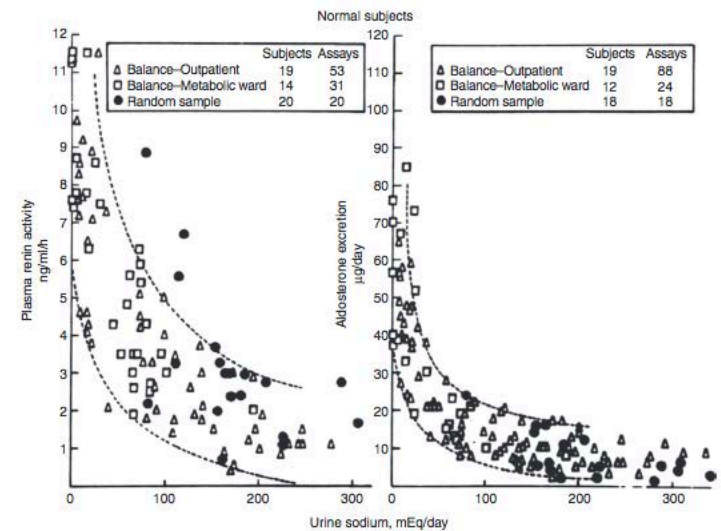 Normal subjects
12
11
10
9
8
7
6
5
4
3
2
1
0
100
200
300
Plasma renin activity
ng/ml/h
Subjects Assays
Balance–Outpatient 19 53
Balance–Metabolic ward 14 31
Random sample 20 20
120
110
100
90
80
70
60
50
40
30
20
10
0
0
100
200
300
Aldosterone excretion
μg/day
Subjects Assays
Balance–Outpatient 19 88
Balance–Metabolic ward 12 24
Random sample 18 18
Urine sodium, mEq/day